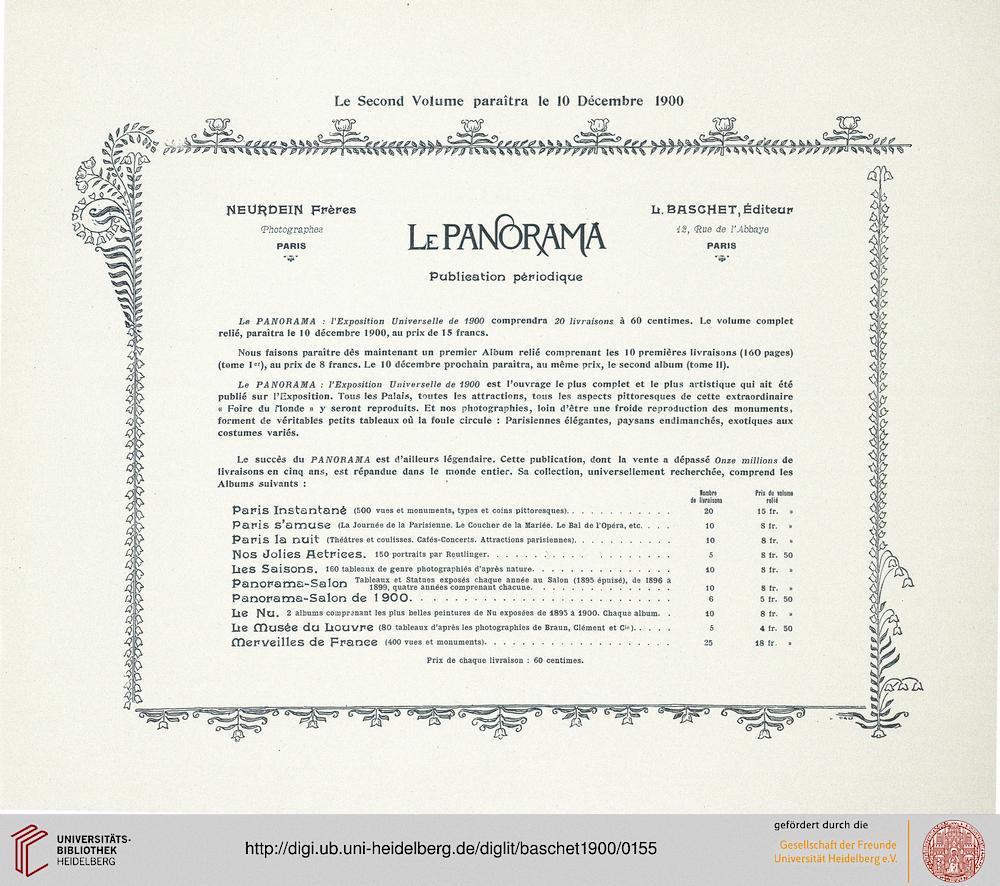 Le Second Volume paraîtra le 10 Décembre 1900
NEURDEIN Frères
Photographes
PARIS
LE PANORAMA
Publication périodique
L. BASCHET, Éditeur
12, Rue de l'Abbaye
PARIS
Le PANORAMA : l'Exposition Universelle de 1900 comprendra 20 livraisons à 60 centimes. Le volume complet
relié, paraîtra le 10 décembre 1900, au prix de 15 francs.
Nous faisons paraître dès maintenant un premier Album relié comprenant les 10 premières livraisons (160 pages)
(tome 1er), au prix de 8 francs. Le 10 décembre prochain paraîtra, au même prix, le second album (tome II).
Le PANORAMA : l'Exposition Universelle de 1900 est l'ouvrage le plus complet et le plus artistique qui ait été
publié sur l'Exposition. Tous les Palais, toutes les attractions, tous les aspects pittoresques de cette extraordinaire
« Foire du Monde » y seront reproduits. Et nos photographies, loin d'être une froide reproduction des monuments,
forment de véritables petits tableaux où la foule circule : Parisiennes élégantes, paysans endimanchés, exotiques aux
costumes variés.
Le succès du PANORAMA est d'ailleurs légendaire. Cette publication, dont la vente a dépassé Onze millions de
livraisons en cinq ans, est répandue dans le monde entier. Sa collection, universellement recherchée, comprend les
Albums suivants :
Nombre de livraisons
Prix du volume relié
Paris Instantané (500 vues et monuments, types et coins pittoresques). . . . . . . . . . . 20 15 fr. »
Paris s'amuse (La Journée de la Parisienne. Le Coucher de la Mariée. Le Bal de l'Opéra, etc. . . . 10 8 fr. »
Paris la nuit (Théâtres et coulisses. Cafés-Concerts. Attractions parisiennes). . . . . . . . . . 10 8 fr. »
Nos Jolies Actrices. 150 portraits par Reutlinger. . . . . . . . . . . . . . . . . . . 5 8 fr. 50
Les Saisons. 160 tableaux de genre photographiés d'après nature. . . . . . . . . . . . . . 10 8 fr. »
Panorama-Salon Tableaux et Statues exposés chaque année au Salon (1895 épuisé), de 1896 à
1899, quatre années comprenant chacune. . . . . . . . . . . . . . 10 8 fr. »
Panorama-Salon de 1900. . . . . . . . . . . . . . . . . . . . . . . . . . 6 5 fr. 50
Le Nu. 2 albums comprenant les plus belles peintures de Nu exposées de 1895 à 1900. Chaque album. . 10 8 fr. »
Le Musée du Louvre (80 tableaux d'après les photographies de Braun, Clément et Cie). . . . . 5 4 fr. 50
Merveilles de France (400 vues et monuments). . . . . . . . . . . . . . . . . . . 25 18 fr. »
Prix de chaque livraison : 60 centimes.
UNIVERSITÄTS-
BIBLIOTHEK
HEIDELBERG
http://digi.ub.uni-heidelberg.de/diglit/baschet1900/0155
gefördert durch die
Gesellschaft der Freunde
Universität Heidelberg e.V.